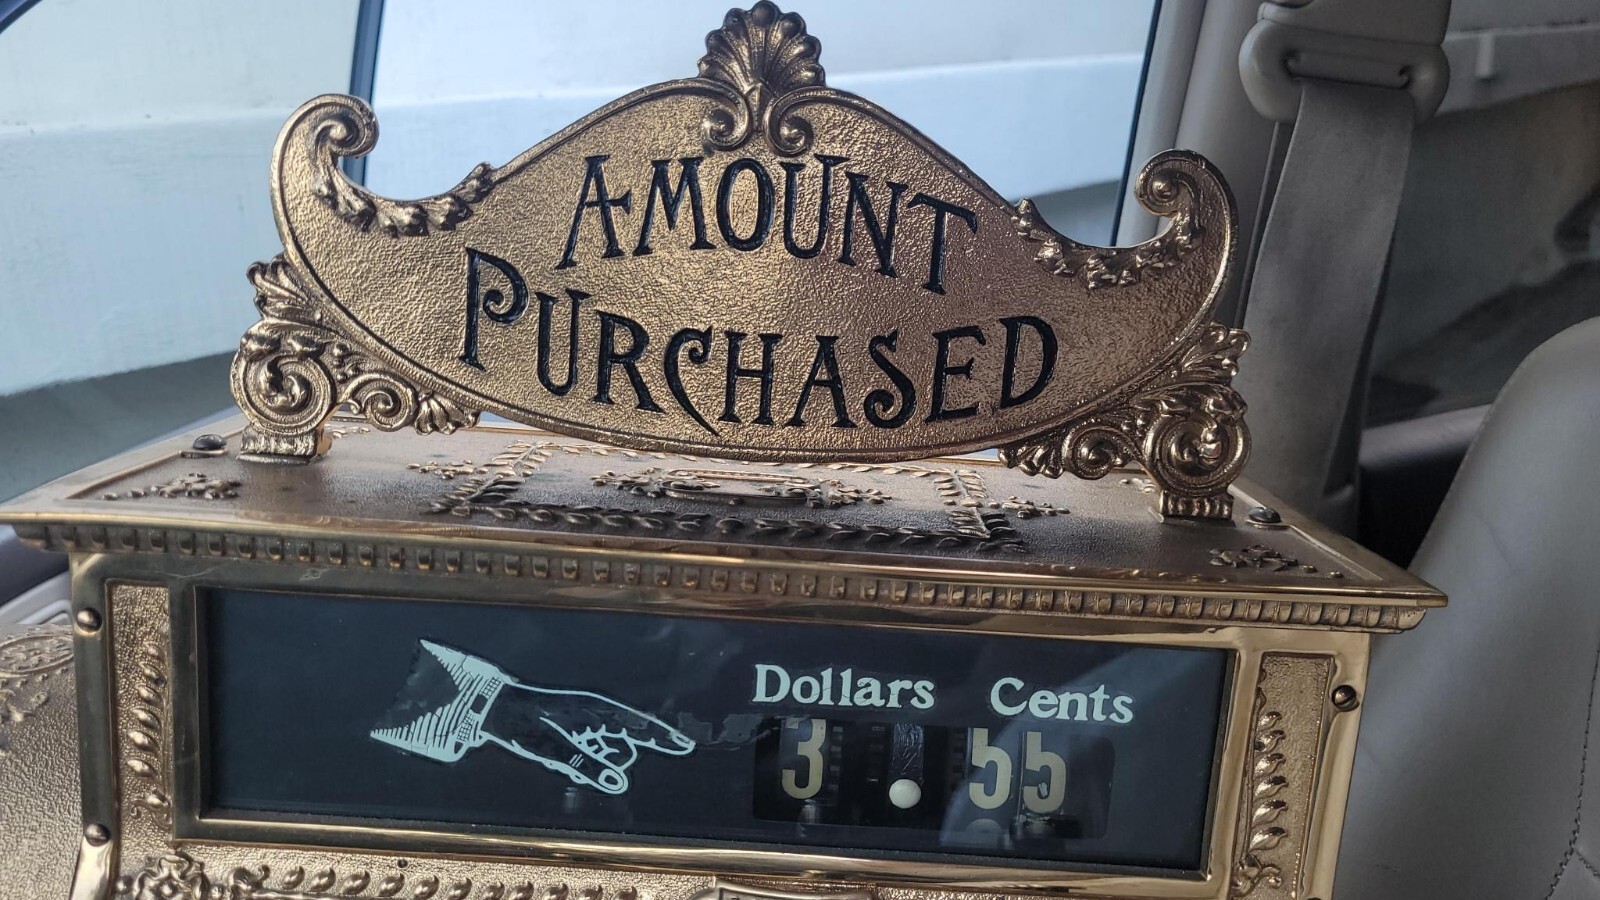 AMOUNT
PURCHASED
Dollars Cents
3.55